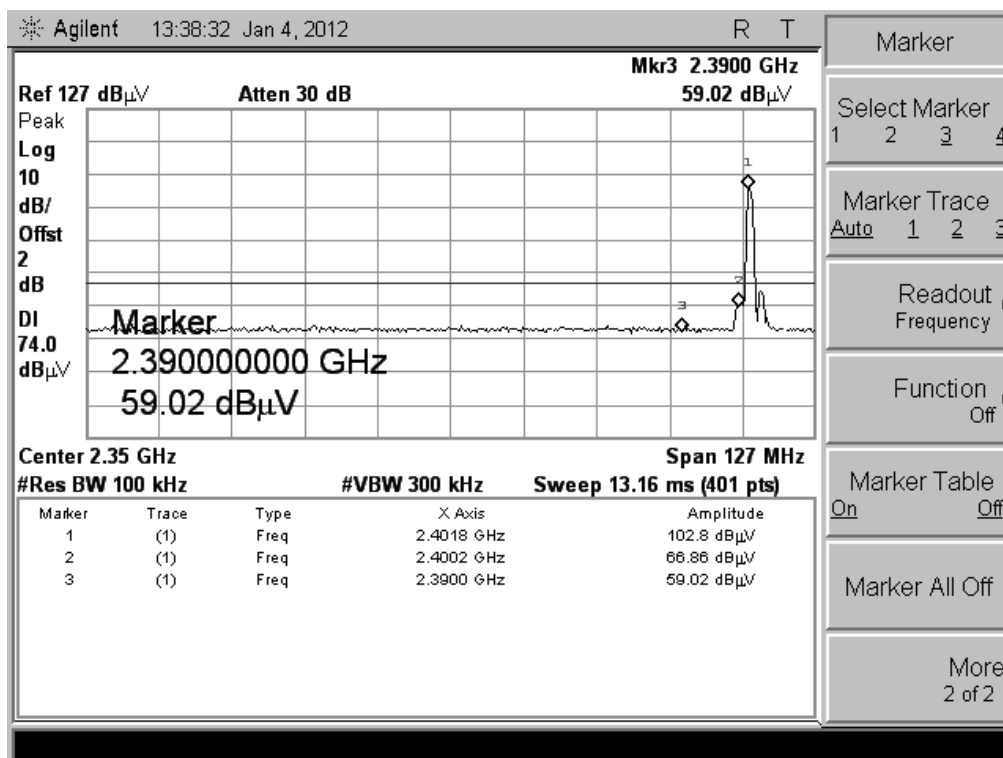 Agilent 13:38:32 Jan 4, 2012 R T
Mkr3 2.3900 GHz
Ref 127 dBµV Atten 30 dB 59.02 dBµV
Peak
Log
10
dB/
Offst
2
dB
DI
74.0
dBµV
1
2
3
Marker
2.390000000 GHz
59.02 dBµV
Center 2.35 GHz Span 127 MHz
#Res BW 100 kHz #VBW 300 kHz Sweep 13.16 ms (401 pts)
Marker Trace Type X Axis Amplitude
1 (1) Freq 2.4018 GHz 102.8 dBµV
2 (1) Freq 2.4002 GHz 66.86 dBµV
3 (1) Freq 2.3900 GHz 59.02 dBµV
Marker
Select Marker
1 2 3 4
Marker Trace
Auto 1 2 3
Readout
Frequency
Function
Off
Marker Table
On Off
Marker All Off
More
2 of 2